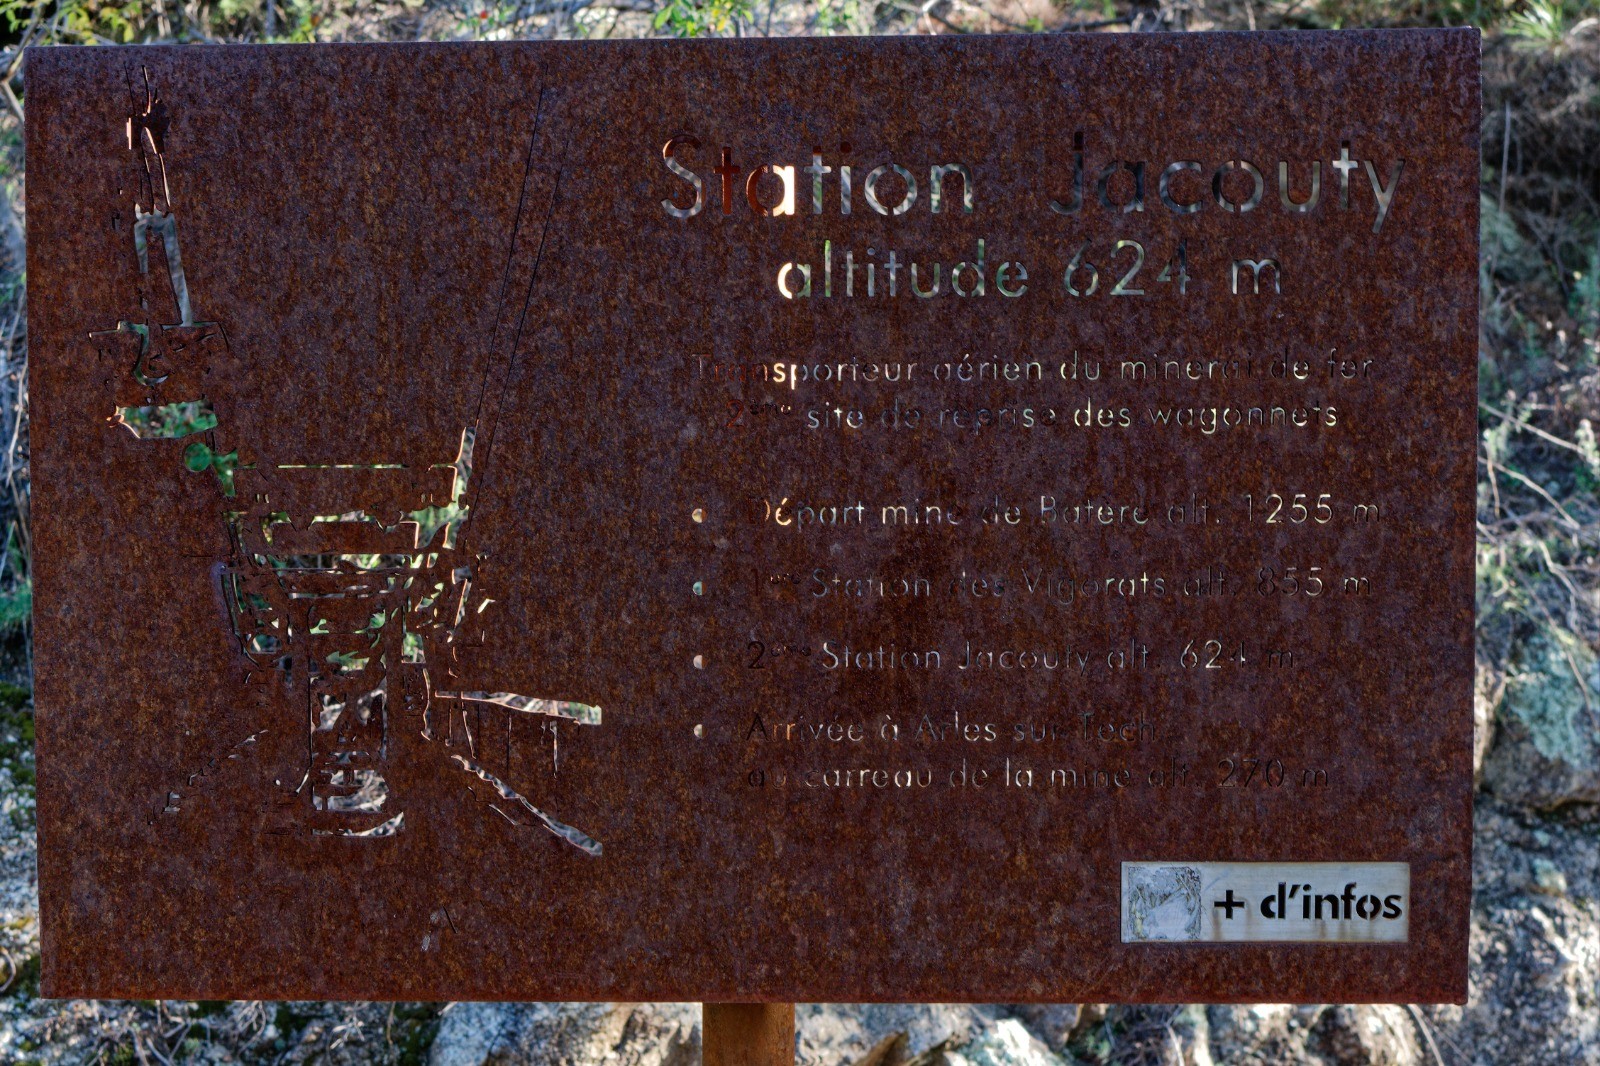 Station Jacouty
altitude 624 m
Transporteur aérien du minerai de fer
2ème site de reprise des wagonnets
• Départ mine de Batère alt. 1255 m
• 1ère Station des Vigorats alt. 855 m
• 2ème Station Jacouty alt. 624 m
• Arrivée à Arles sur Tech
au carreau de la mine alt. 270 m
+ d'infos